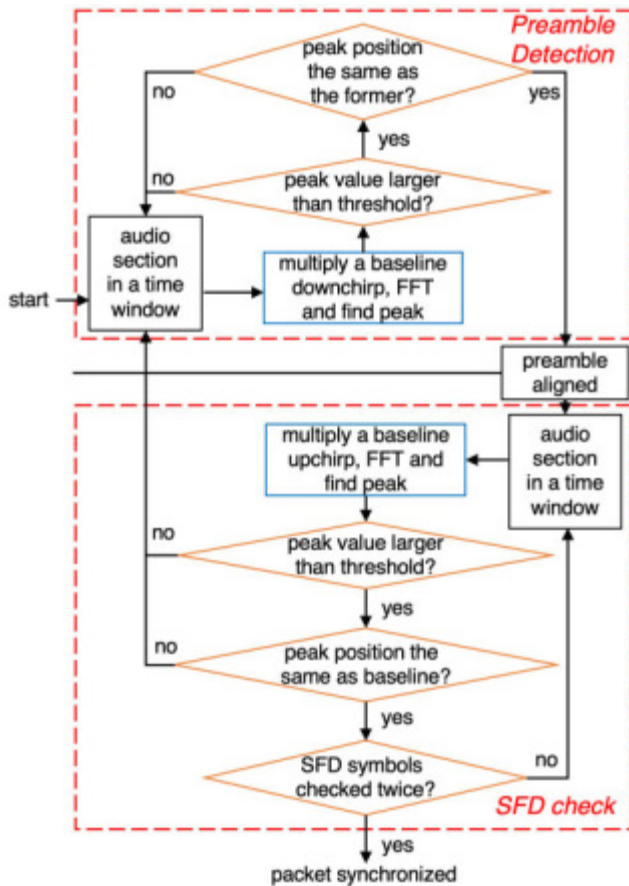 Preamble
Detection
peak position
the same as
the former?
no
yes
yes
no
peak value larger
than threshold?
audio
section
in a time
window
start
multiply a baseline
downchirp, FFT
and find peak
preamble
aligned
multiply a baseline
upchirp, FFT and
find peak
audio
section
in a time
window
no
peak value larger
than threshold?
yes
no
peak position the
same as baseline?
yes
SFD symbols
checked twice?
no
SFD check
yes
packet synchronized